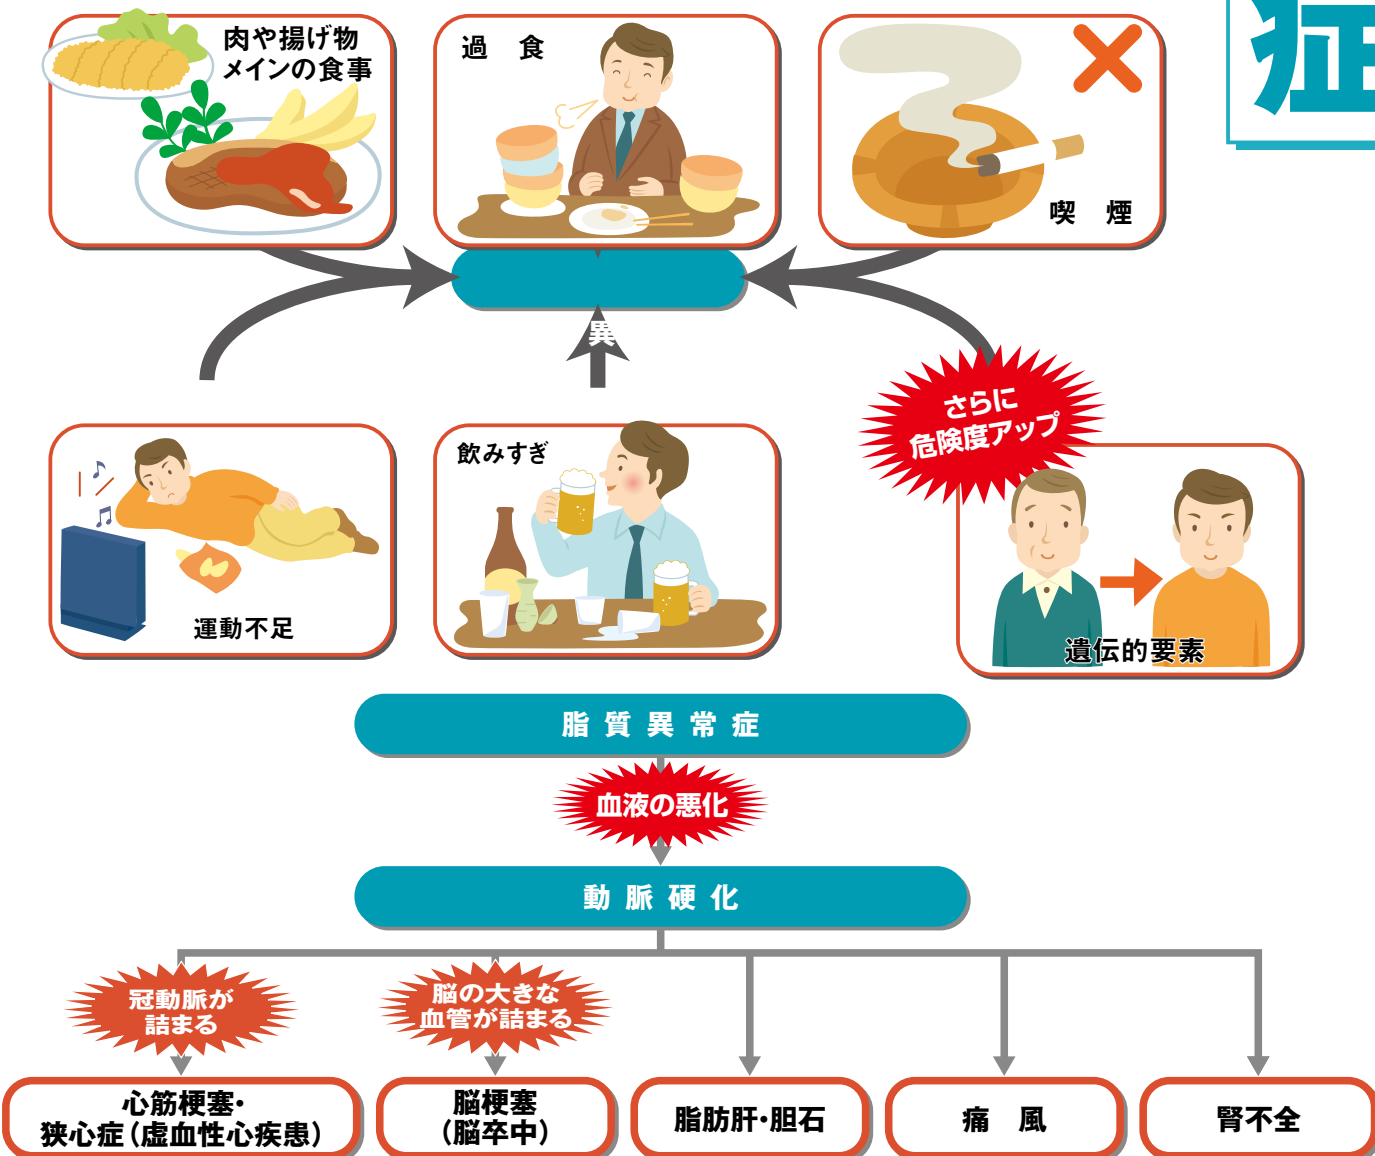 症
肉や揚げ物
メインの食事
過 食
喫 煙
異
さらに
危険度アップ
運動不足
飲みすぎ
遺伝的要素
脂質異常症
血液の悪化
動脈硬化
冠動脈が
詰まる
脳の大きな
血管が詰まる
心筋梗塞・
狭心症（虚血性心疾患）
脳梗塞
（脳卒中）
脂肪肝・胆石
痛 風
腎不全